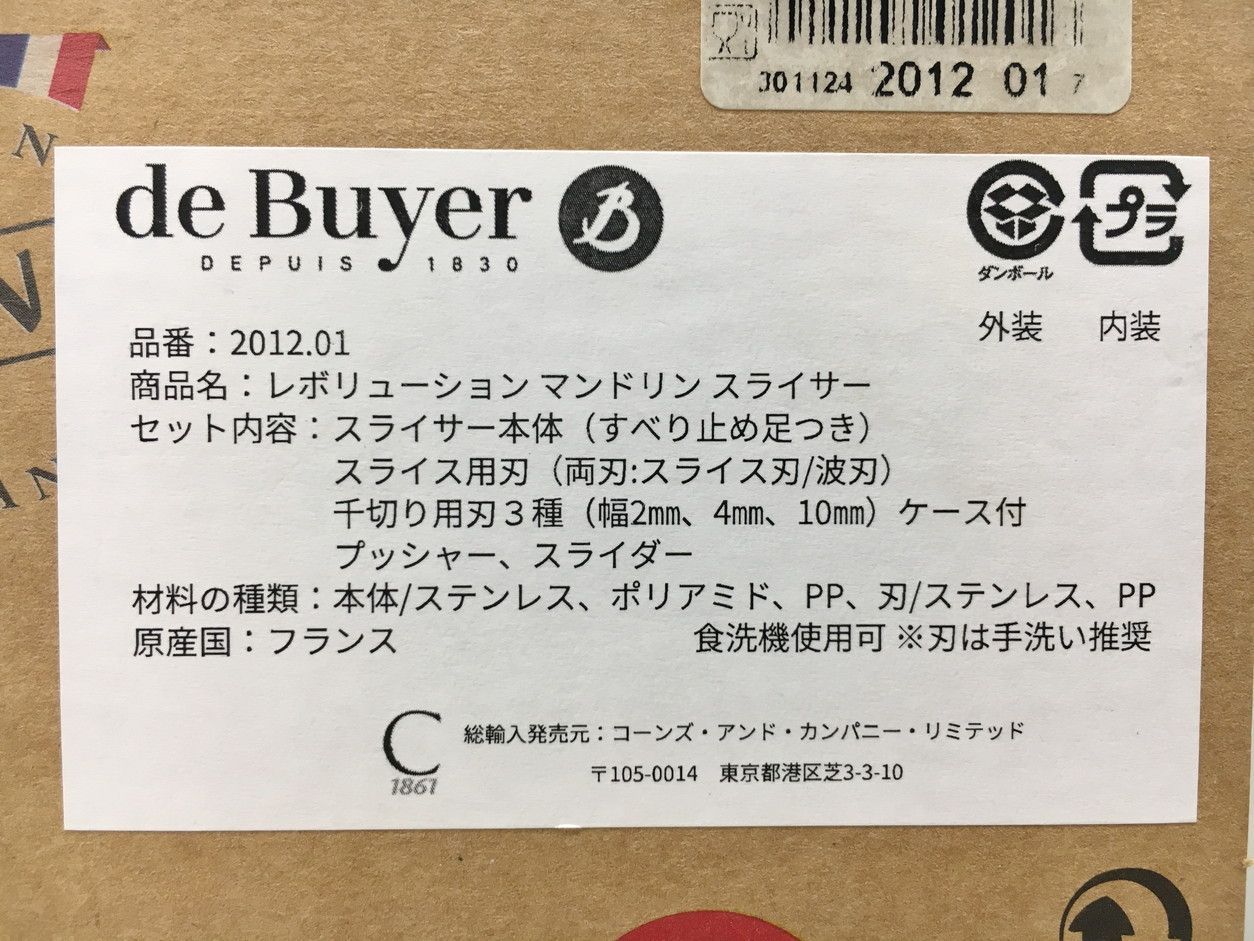 301124 2012 01 7
N
V
IN
de Buyer B
DEPUIS 1830
ダンボール
プラ
外装 内装
品番：2012.01
商品名：レボリューション マンドリン スライサー
セット内容：スライサー本体（すべり止め足つき）
スライス用刃（両刃:スライス刃/波刃）
千切り用刃３種（幅2㎜、4㎜、10㎜）ケース付
プッシャー、スライダー
材料の種類：本体/ステンレス、ポリアミド、PP、刃/ステンレス、PP
原産国：フランス 食洗機使用可 ※刃は手洗い推奨
C 総輸入発売元：コーンズ・アンド・カンパニー・リミテッド
1861 〒105-0014 東京都港区芝3-3-10